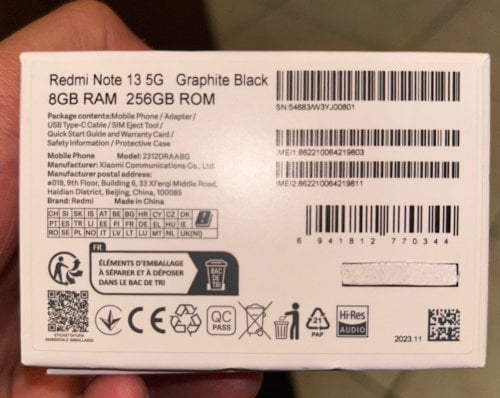 Redmi Note 13 5G Graphite Black
8GB RAM 256GB ROM
Package contents:Mobile Phone / Adapter /
USB Type-C Cable / SIM Eject Tool /
Quick Start Guide and Warranty Card /
Safety Information / Protective Case
Mobile Phone Model: 2312DRAABG
Manufacturer: Xiaomi Communications Co., Ltd.
Manufacturer postal address:
#019, 9th Floor, Building 6, 33 Xi'erqi Middle Road,
Haidian District, Beijing, China, 100085
Brand: Redmi Made in China
SN:54683/W3YJ00801
IMEI1:862210064219803
IMEI2:862210064219811
6 941812 770344
CH SI SK IS AT BE BG HR CY CZ DK
PT ES TR LI EE FI FR DE EL HU IE
RO SE PL NO IT LV LT LU MT NL UK(NI)
FR
ÉLÉMENTS D'EMBALLAGE
À SÉPARER ET À DÉPOSER
DANS LE BAC DE TRI
BAC
DE
TRI
ETICHETTATURA
AMBIENTALE IMBALLAGGI
CE
QC
PASS
21
PAP
Hi-Res
AUDIO
2023.11